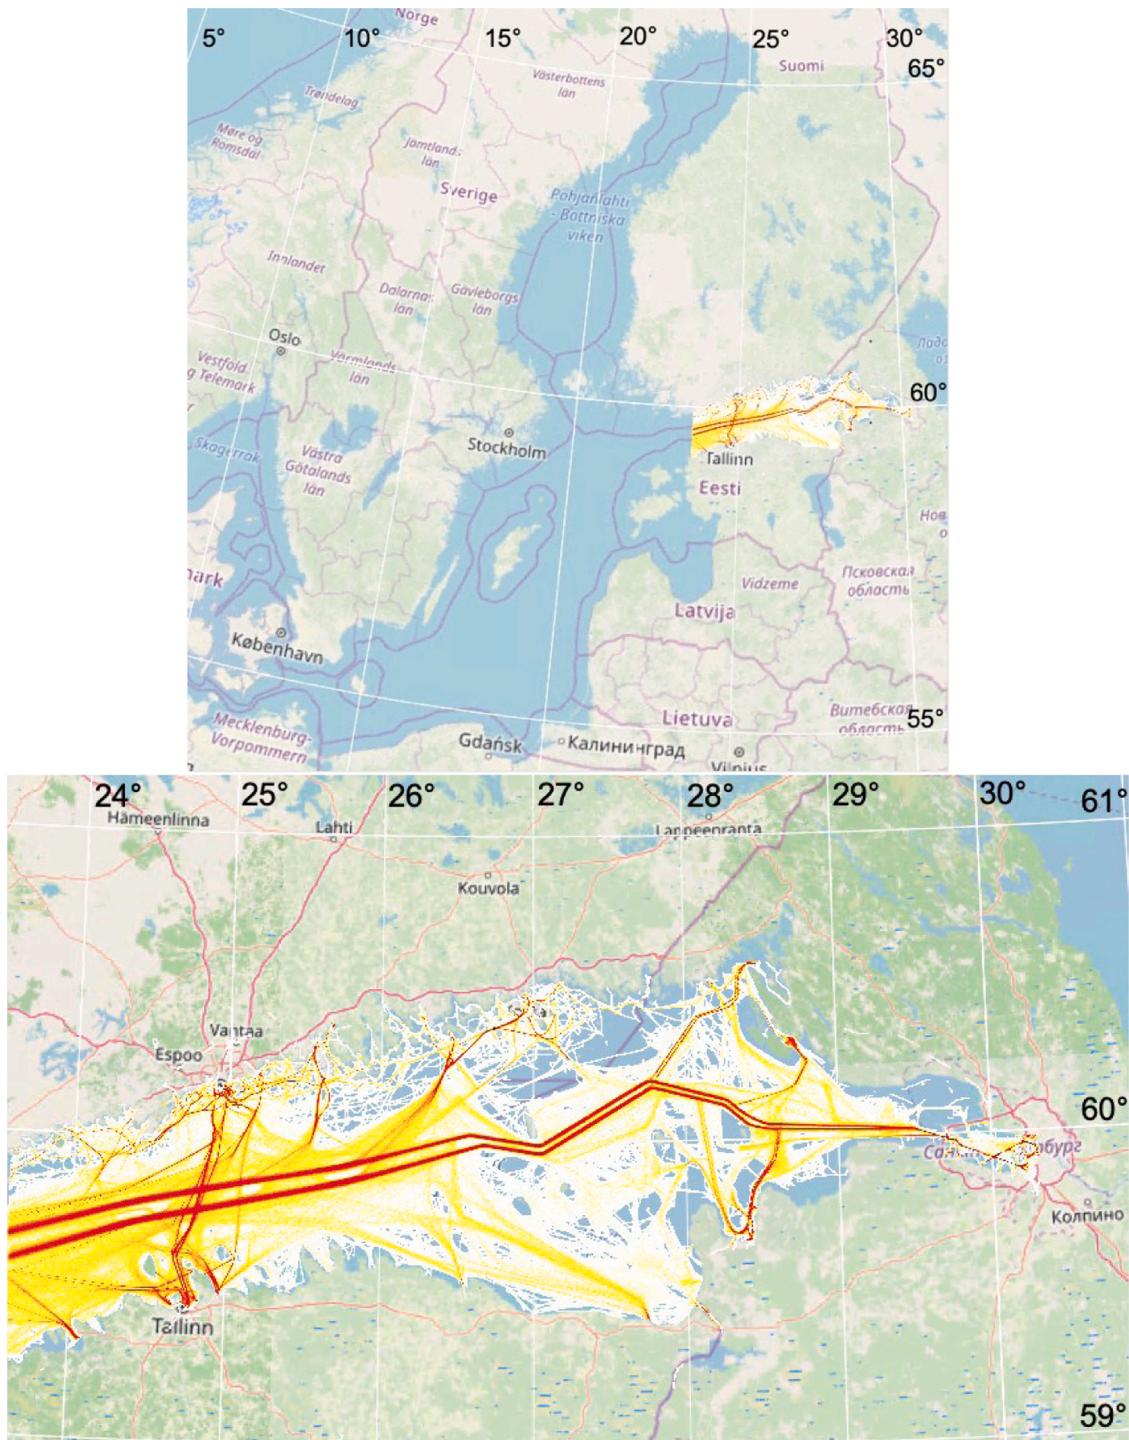 Norge
5° 10° 15° 20° 25° 30°
Suomi
65°
Västerbottens
län
Trøndelag
Møre og
Romsdal
Jämtlands
län
Sverige
Pohjanlahti
- Bottniska
viken
Innlandet
Dalarnas
län
Gävleborgs
län
Oslo
Värmlands
län
Vestfold
g Telemark
60°
Stockholm
Skagerrak
Västra
Götalands
län
Tallinn
Eesti
Нов
о
ark
Vidzeme
Псковская
область
Latvija
København
Lietuva
Витебская
область
55°
Mecklenburg-
Vorpommern
Gdańsk
Калининград
Vilnius
24° 25° 26° 27° 28° 29° 30° 61°
Hämeenlinna
Lahti
Lappeenranta
Kouvola
Vantaa
Espoo
60°
Колпино
Tallinn
59°